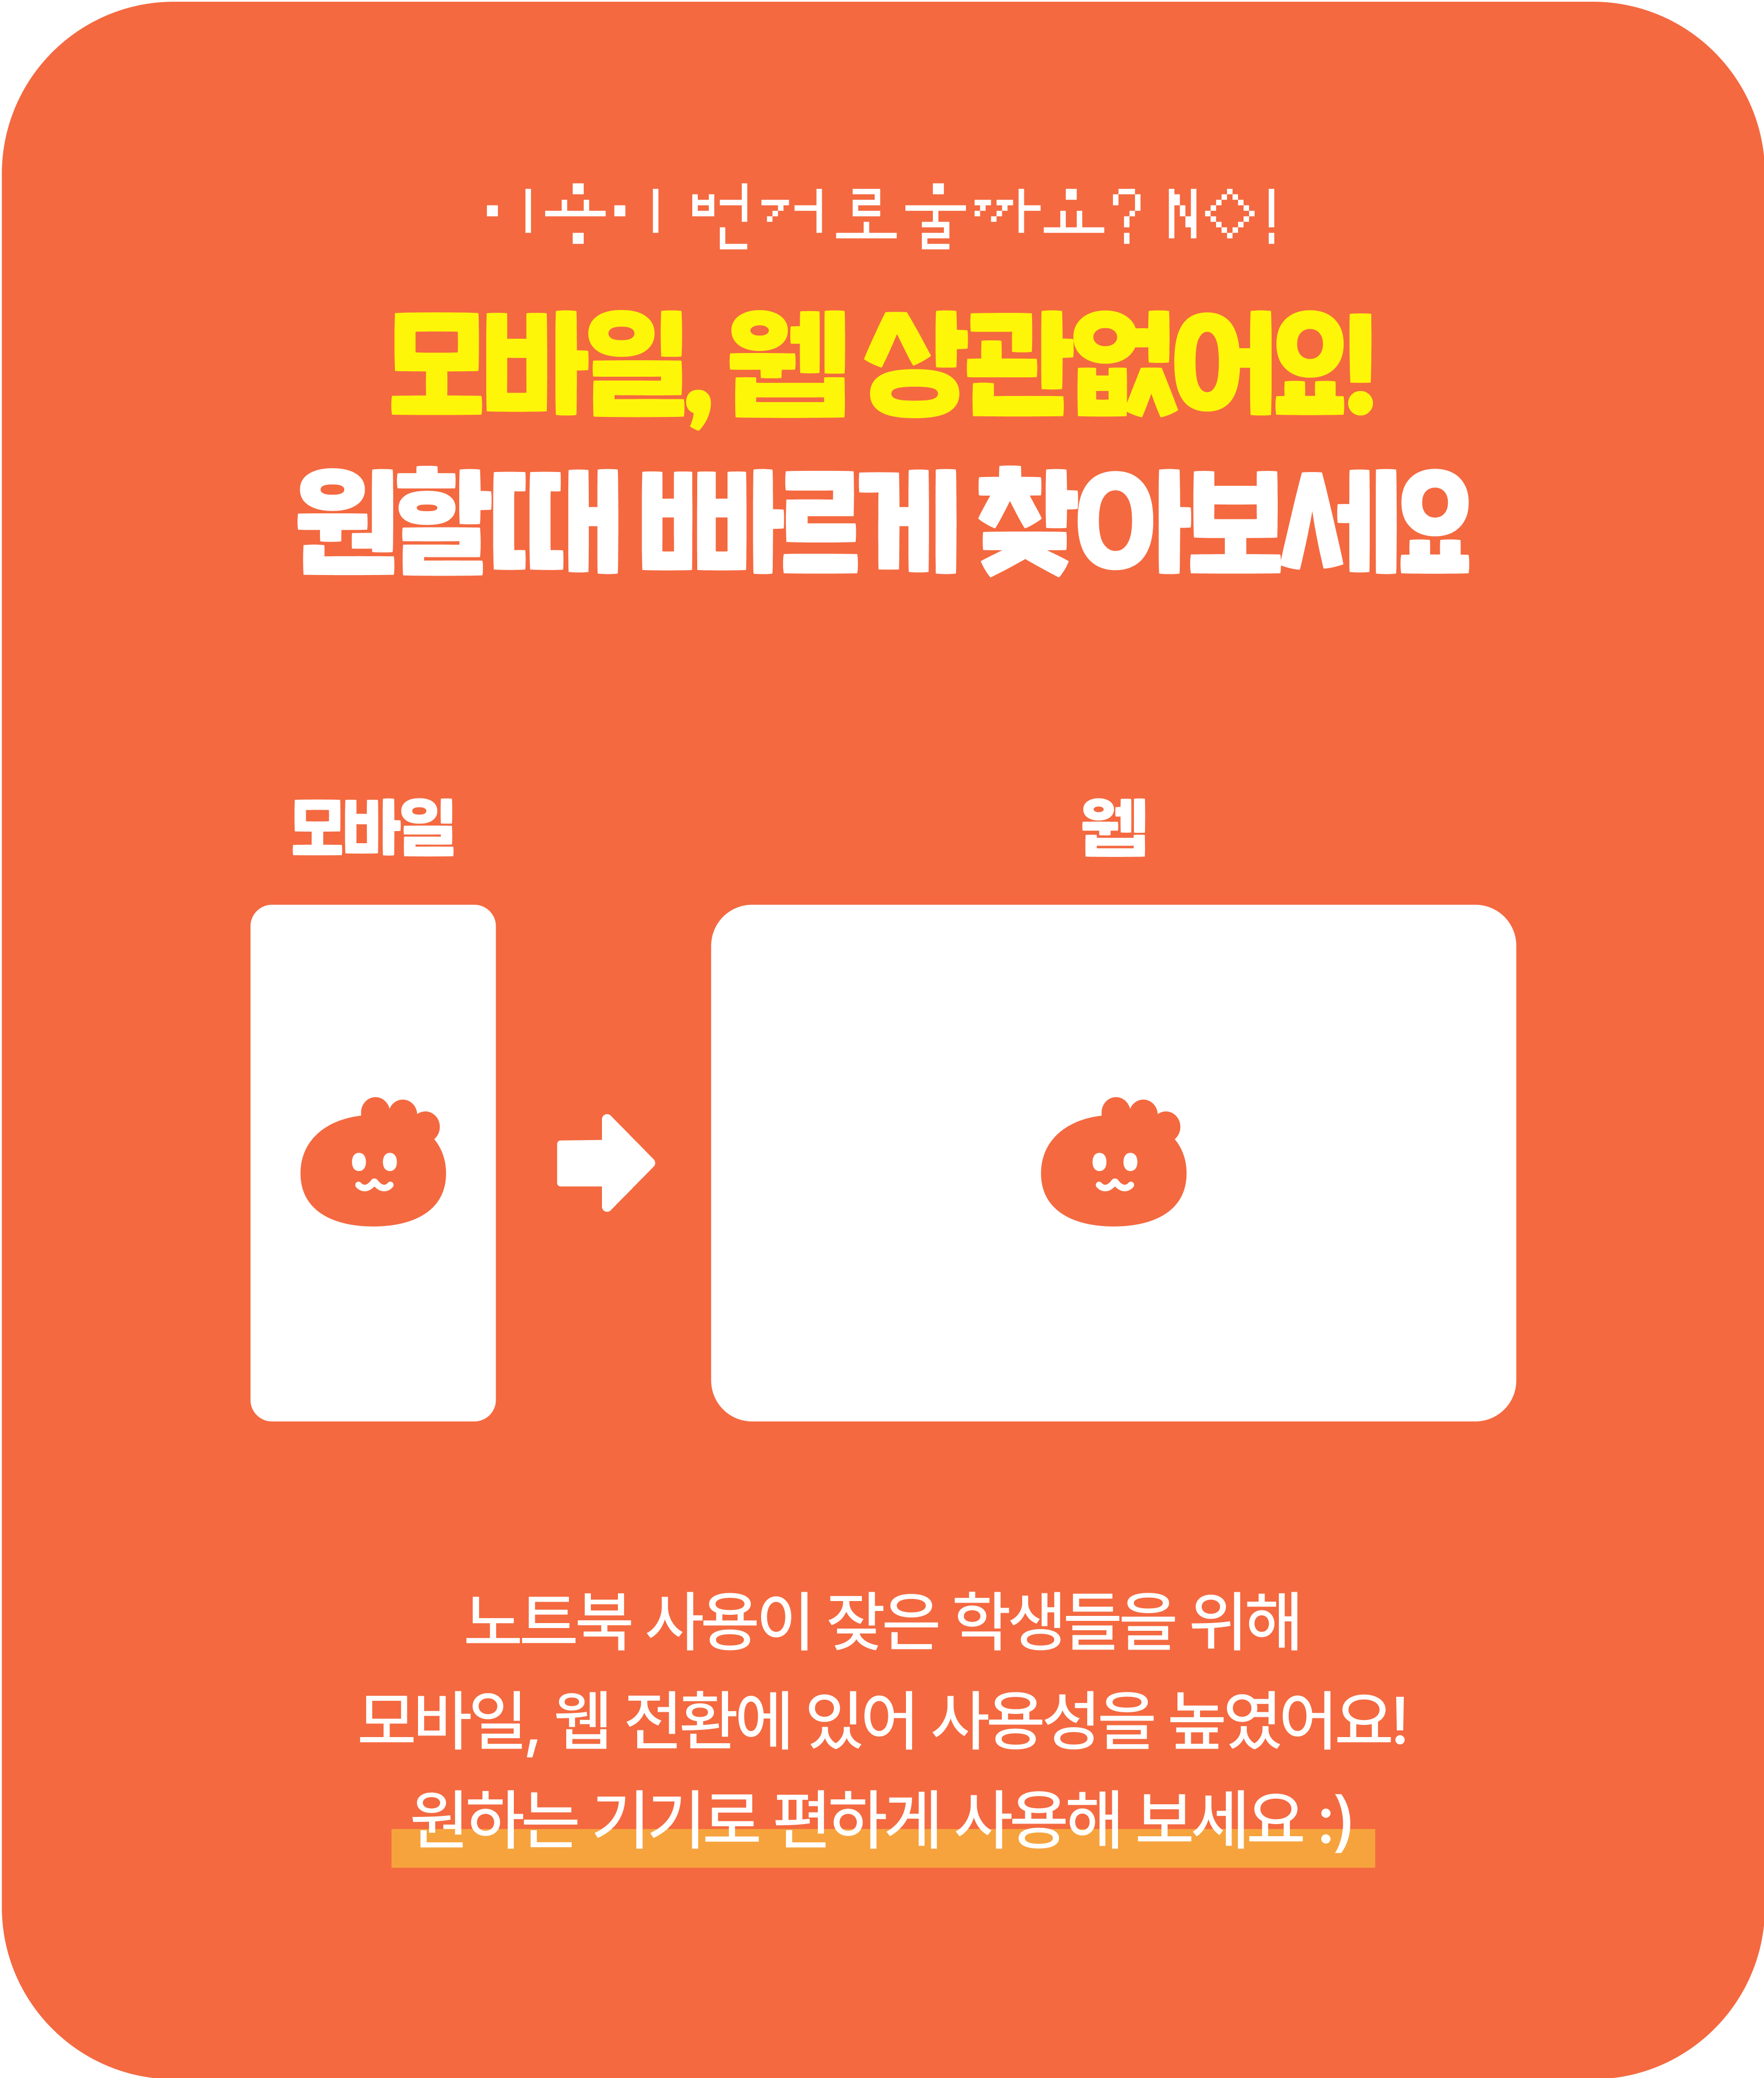 이용이 번거로울까요? NO!
모바일, 웹 상관없어요!
원할때 빠르게 찾아보세요
모바일
웹
노트북 사용이 잦은 학생들을 위해
모바일, 웹 전환에 있어 사용성을 높였어요!
원하는 기기로 편하게 사용해 보세요 :)